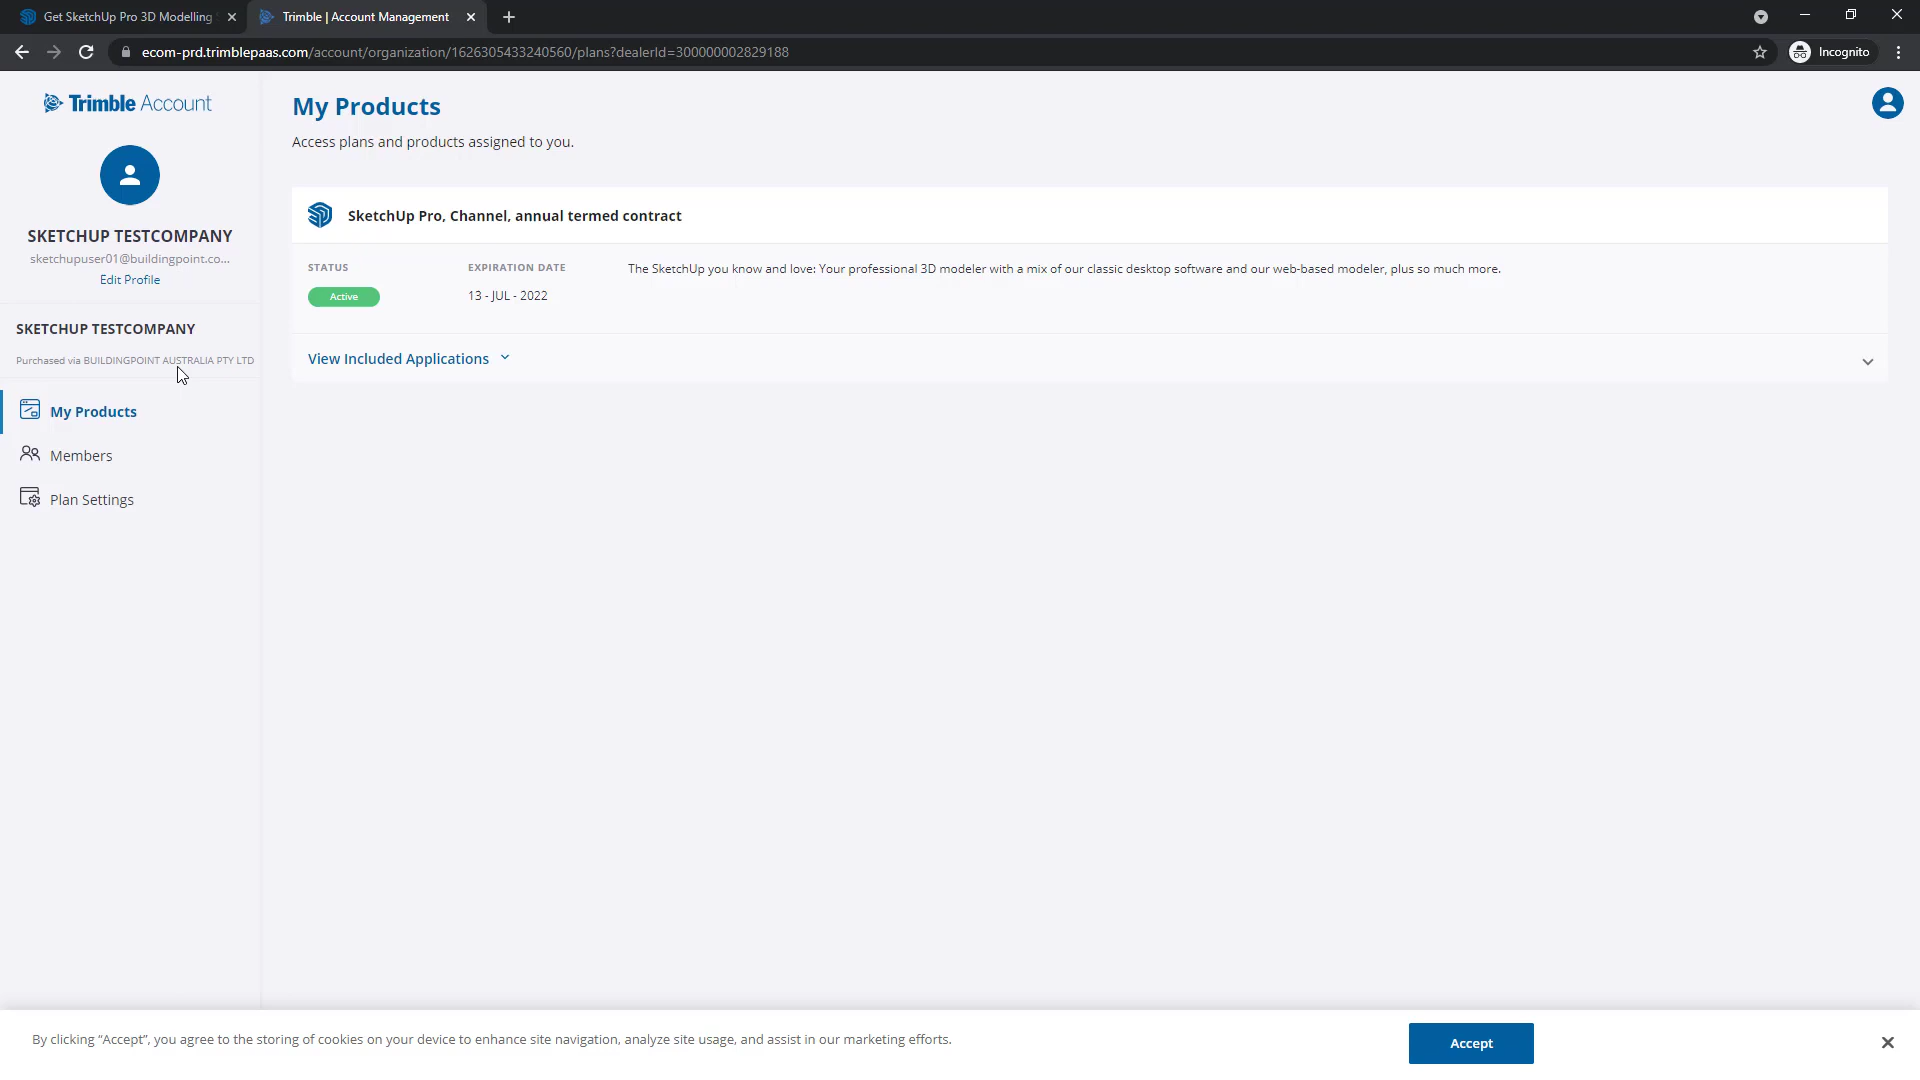 Get SketchUp Pro 3D Modelling
Trimble | Account Management
ecom-prd.trimblepaas.com/account/organization/1626305433240560/plans?dealerId=300000002829188
Incognito
Trimble Account
SKETCHUP TESTCOMPANY
sketchupuser01@buildingpoint.co...
Edit Profile
SKETCHUP TESTCOMPANY
Purchased via BUILDINGPOINT AUSTRALIA PTY LTD
My Products
Members
Plan Settings
My Products
Access plans and products assigned to you.
SketchUp Pro, Channel, annual termed contract
STATUS
Active
EXPIRATION DATE
13 - JUL - 2022
The SketchUp you know and love: Your professional 3D modeler with a mix of our classic desktop software and our web-based modeler, plus so much more.
View Included Applications
By clicking “Accept”, you agree to the storing of cookies on your device to enhance site navigation, analyze site usage, and assist in our marketing efforts.
Accept